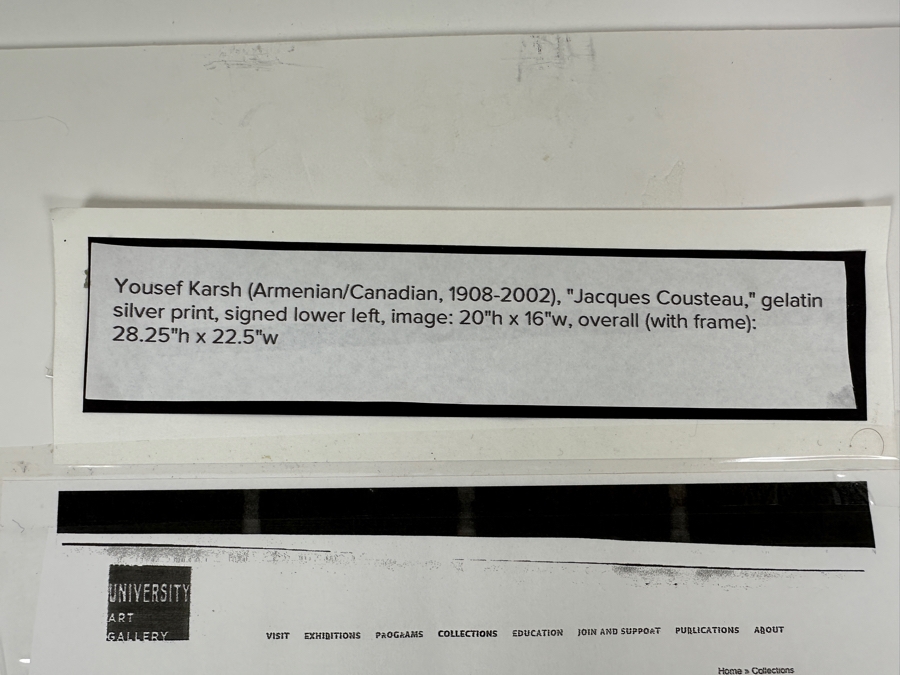 Yousef Karsh (Armenian/Canadian, 1908-2002), "Jacques Cousteau," gelatin
silver print, signed lower left, image: 20"h x 16"w, overall (with frame):
28.25"h x 22.5"w
UNIVERSITY
ART
GALLERY
VISIT EXHIBITIONS PROGRAMS COLLECTIONS EDUCATION JOIN AND SUPPORT PUBLICATIONS ABOUT
Home » Collections